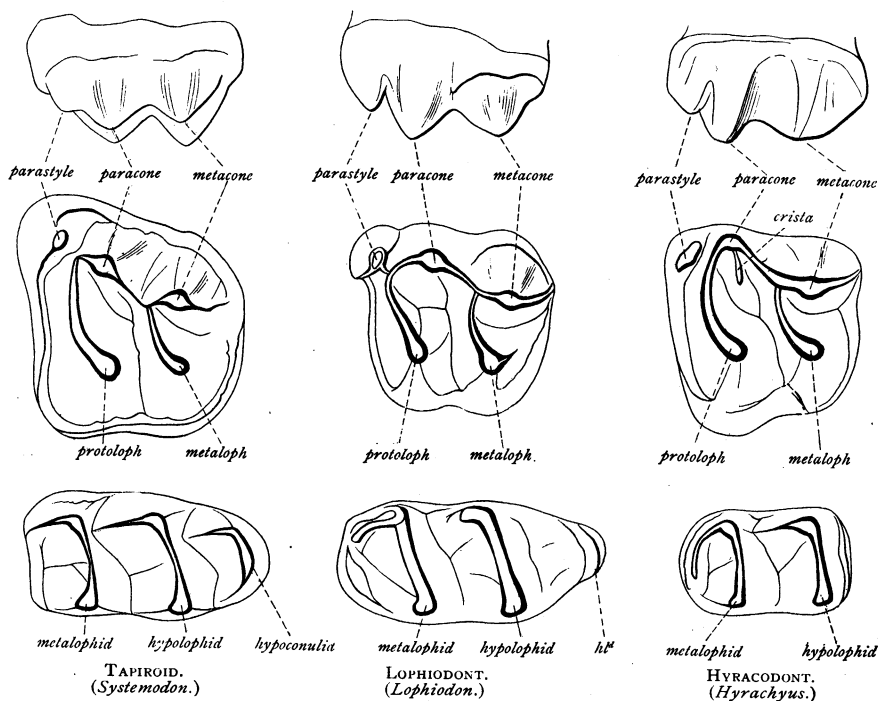 parastyle paracone metacone
parastyle paracone metacone
parastyle paracone metacone
crista
protoloph metaloph
protoloph metaloph.
protoloph metaloph
metalophid hypolophid hypoconulid
metalophid hypolophid hld
metalophid hypolophid
TAPIROID.
(Systemodon.)
LOPHIODONT.
(Lophiodon.)
HYRACODONT.
(Hyrachyus.)